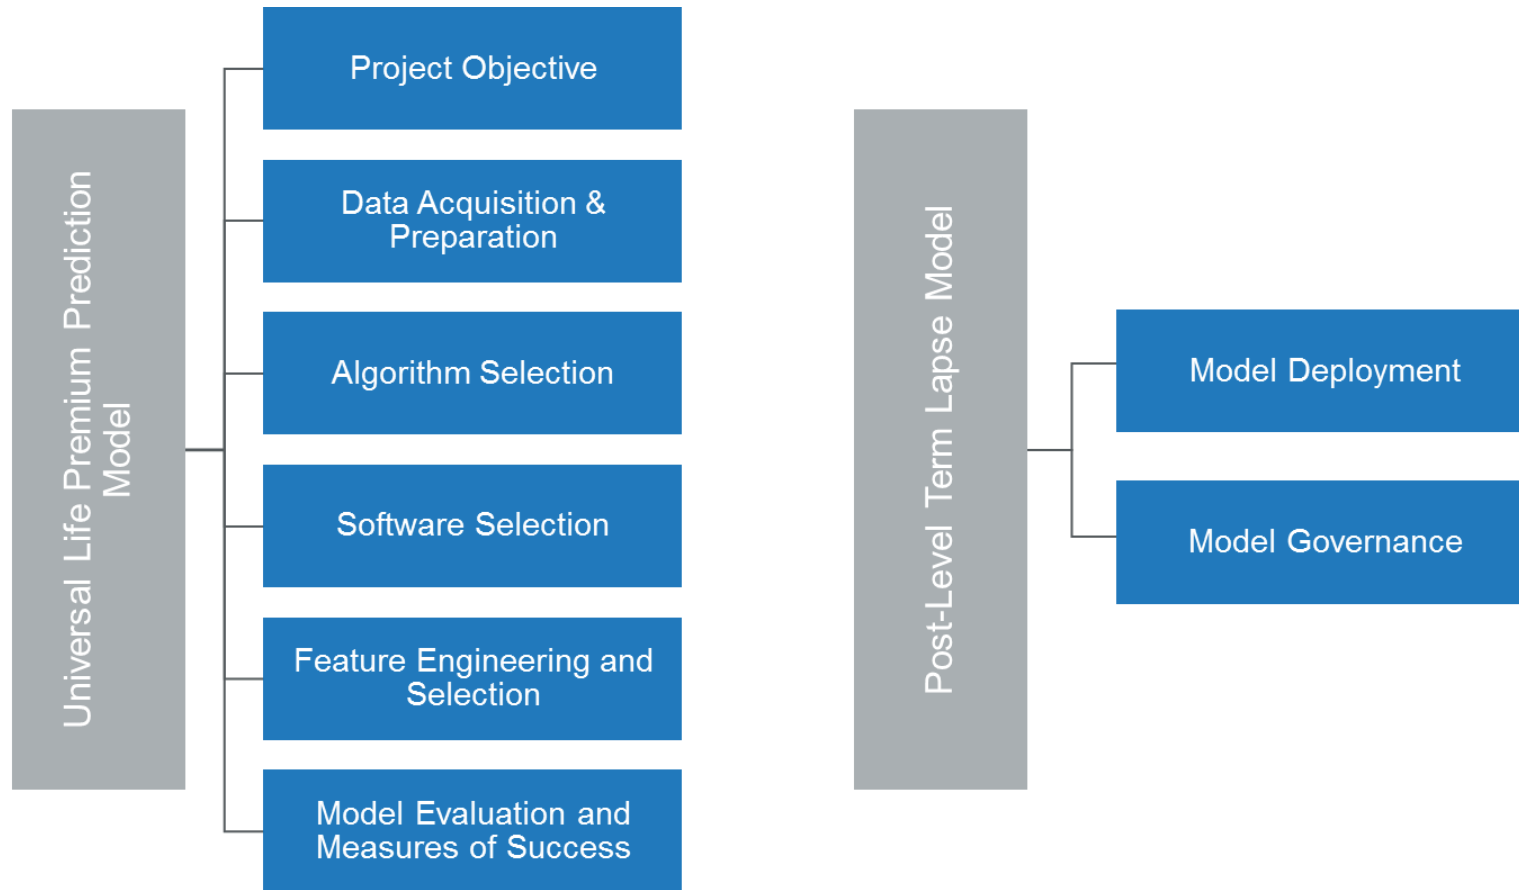 Universal Life Premium Prediction
Model
Project Objective
Data Acquisition &
Preparation
Algorithm Selection
Software Selection
Feature Engineering and
Selection
Model Evaluation and
Measures of Success
Post-Level Term Lapse Model
Model Deployment
Model Governance